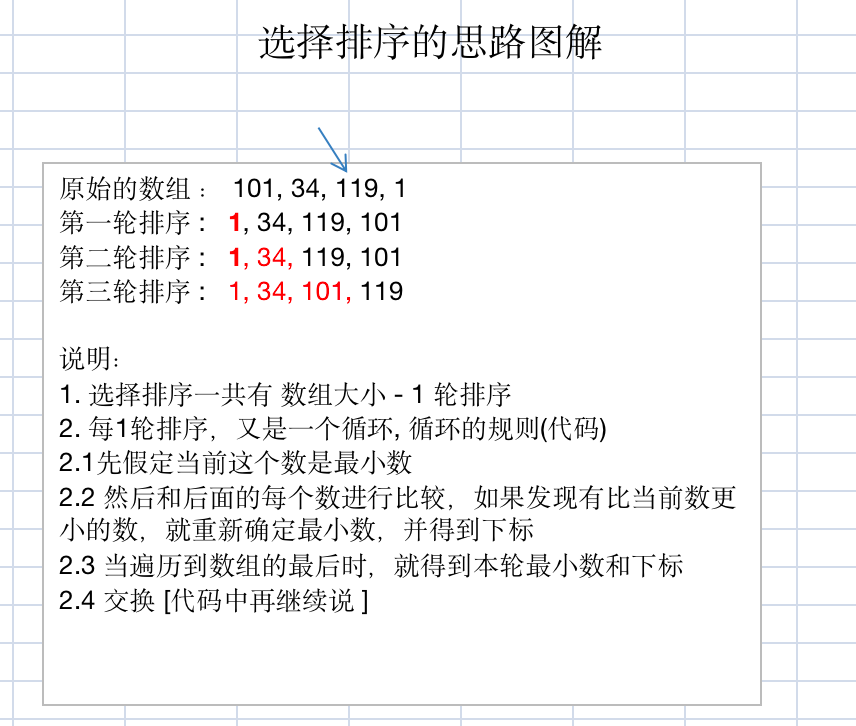 选择排序的思路图解
原始的数组 :  101, 34, 119, 1
第一轮排序 :  1, 34, 119, 101
第二轮排序 :  1, 34, 119, 101
第三轮排序 :  1, 34, 101, 119
说明:
1. 选择排序一共有 数组大小 - 1 轮排序
2. 每1轮排序，又是一个循环, 循环的规则(代码)
2.1先假定当前这个数是最小数
2.2 然后和后面的每个数进行比较，如果发现有比当前数更
小的数，就重新确定最小数，并得到下标
2.3 当遍历到数组的最后时，就得到本轮最小数和下标
2.4 交换 [代码中再继续说 ]